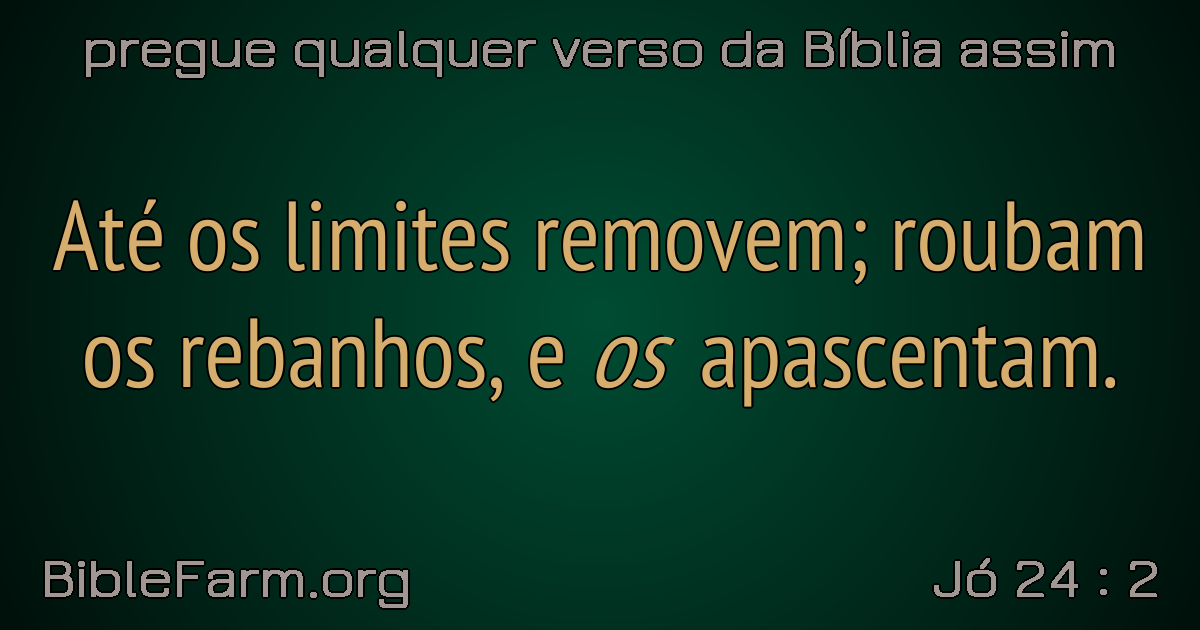 pregue qualquer verso da Bíblia assim
Até os limites removem; roubam
os rebanhos, e os apascentam.
BibleFarm.org
Jó 24 : 2